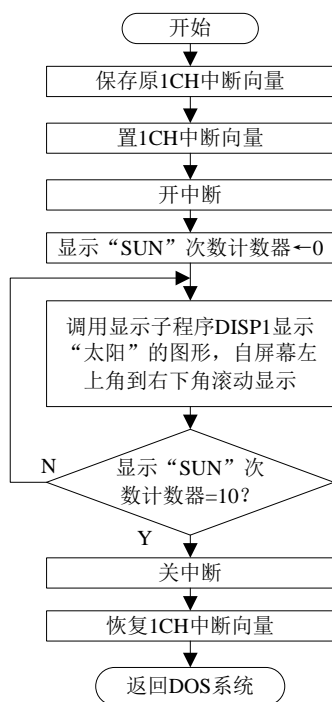 开始
保存原1CH中断向量
置1CH中断向量
开中断
显示“SUN”次数计数器←0
调用显示子程序DISP1显示
“太阳”的图形，自屏幕左
上角到右下角滚动显示
N
显示“SUN”次
数计数器=10?
Y
关中断
恢复1CH中断向量
返回DOS系统